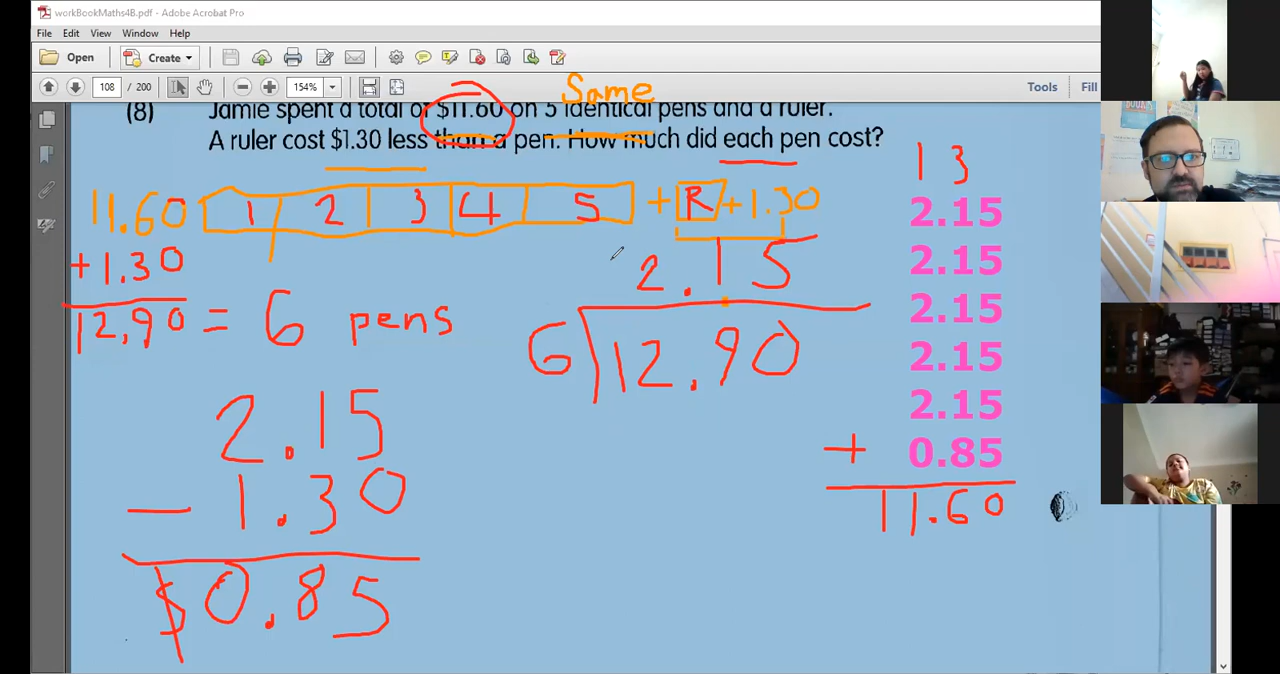 workBookMaths4B.pdf - Adobe Acrobat Pro
File Edit View Window Help
Open Create
108 / 200 154% Tools Fill
Same
(8) Jamie spent a total of $11.60 on 5 identical pens and a ruler.
A ruler cost $1.30 less than a pen. How much did each pen cost?
11.60 1 2 3 4 5 + R + 1.30
+1.30
12.90 = 6 pens
2.15
6 12.90
2.15
- 1.30
$0.85
1 3
2.15
2.15
2.15
2.15
2.15
+ 0.85
11.60